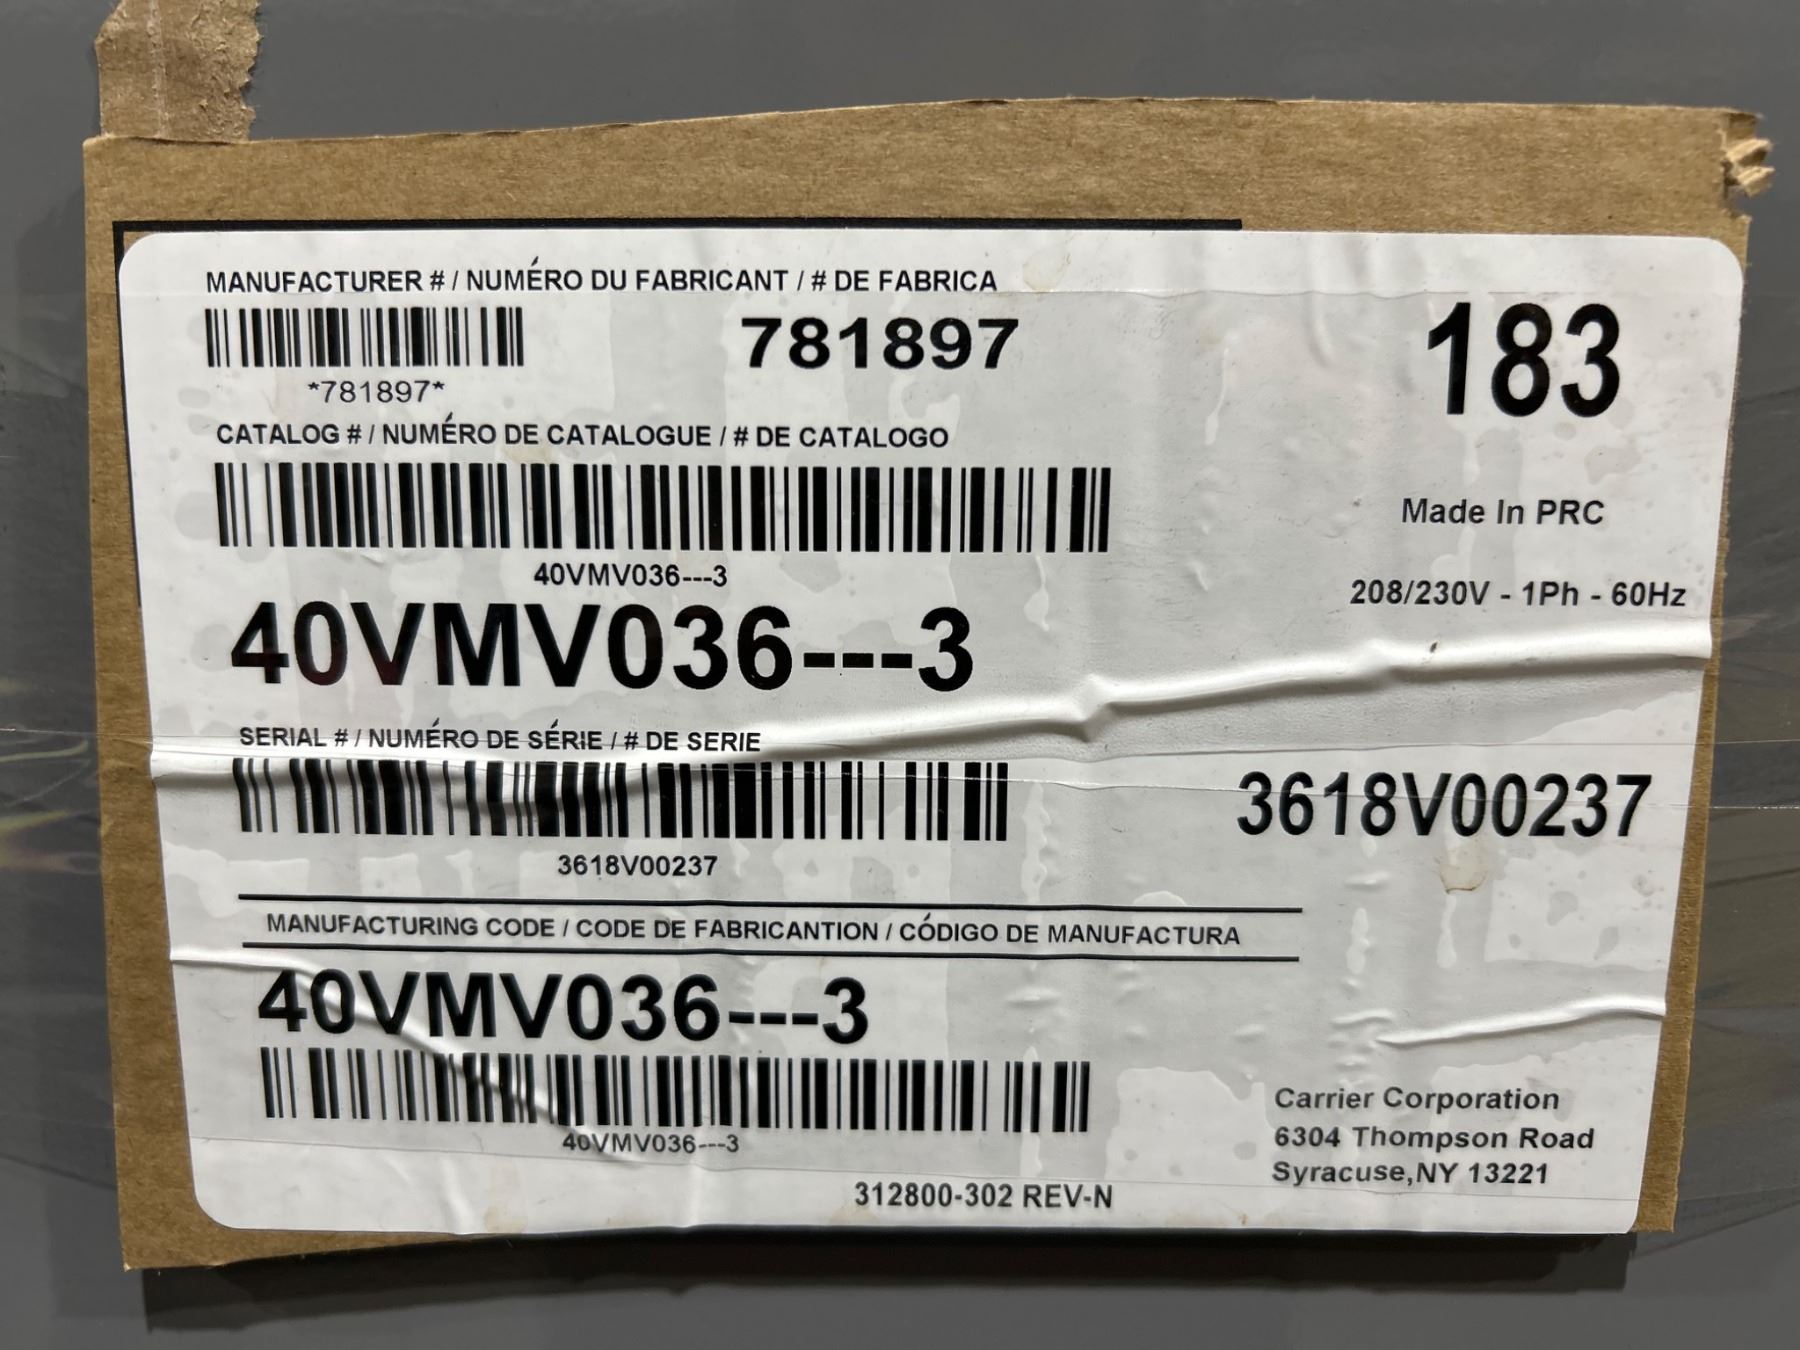 MANUFACTURER # / NUMÉRO DU FABRICANT / # DE FABRICA
*781897*
781897
183
CATALOG # / NUMÉRO DE CATALOGUE / # DE CATALOGO
40VMV036---3
Made In PRC
40VMV036---3
208/230V - 1Ph - 60Hz
SERIAL # / NUMÉRO DE SÉRIE / # DE SERIE
3618V00237
3618V00237
MANUFACTURING CODE / CODE DE FABRICANTION / CÓDIGO DE MANUFACTURA
40VMV036---3
40VMV036---3
312800-302 REV-N
Carrier Corporation
6304 Thompson Road
Syracuse,NY 13221